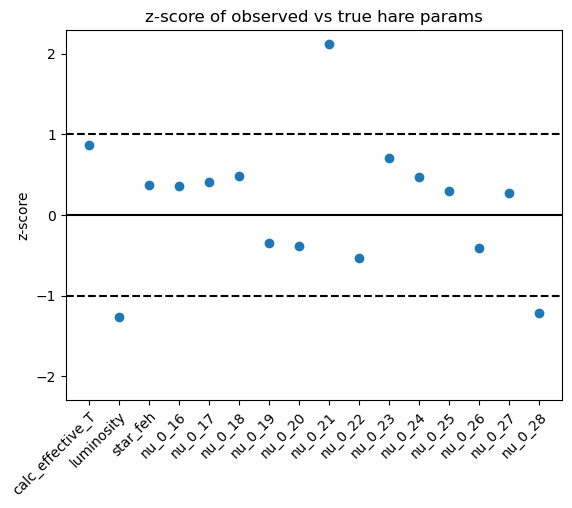 z-score of observed vs true hare params
2
1
0
−1
−2
z-score
calc_effective_T
luminosity
star_feh
nu_0_16
nu_0_17
nu_0_18
nu_0_19
nu_0_20
nu_0_21
nu_0_22
nu_0_23
nu_0_24
nu_0_25
nu_0_26
nu_0_27
nu_0_28